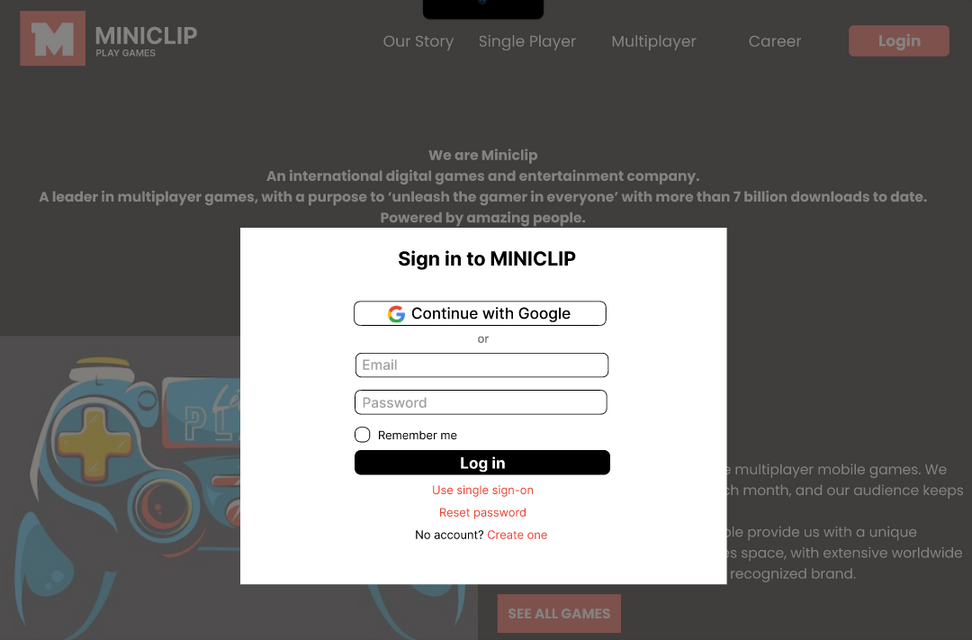 MINICLIP
PLAY GAMES
Our Story Single Player Multiplayer Career Login
We are Miniclip
An international digital games and entertainment company.
A leader in multiplayer games, with a purpose to ‘unleash the gamer in everyone’ with more than 7 billion downloads to date.
Powered by amazing people.
Sign in to MINICLIP
Continue with Google
or
Email
Password
Remember me
Log in
Use single sign-on
Reset password
No account? Create one
multiplayer mobile games. We
month, and our audience keeps
provide us with a unique
space, with extensive worldwide
recognized brand.
SEE ALL GAMES